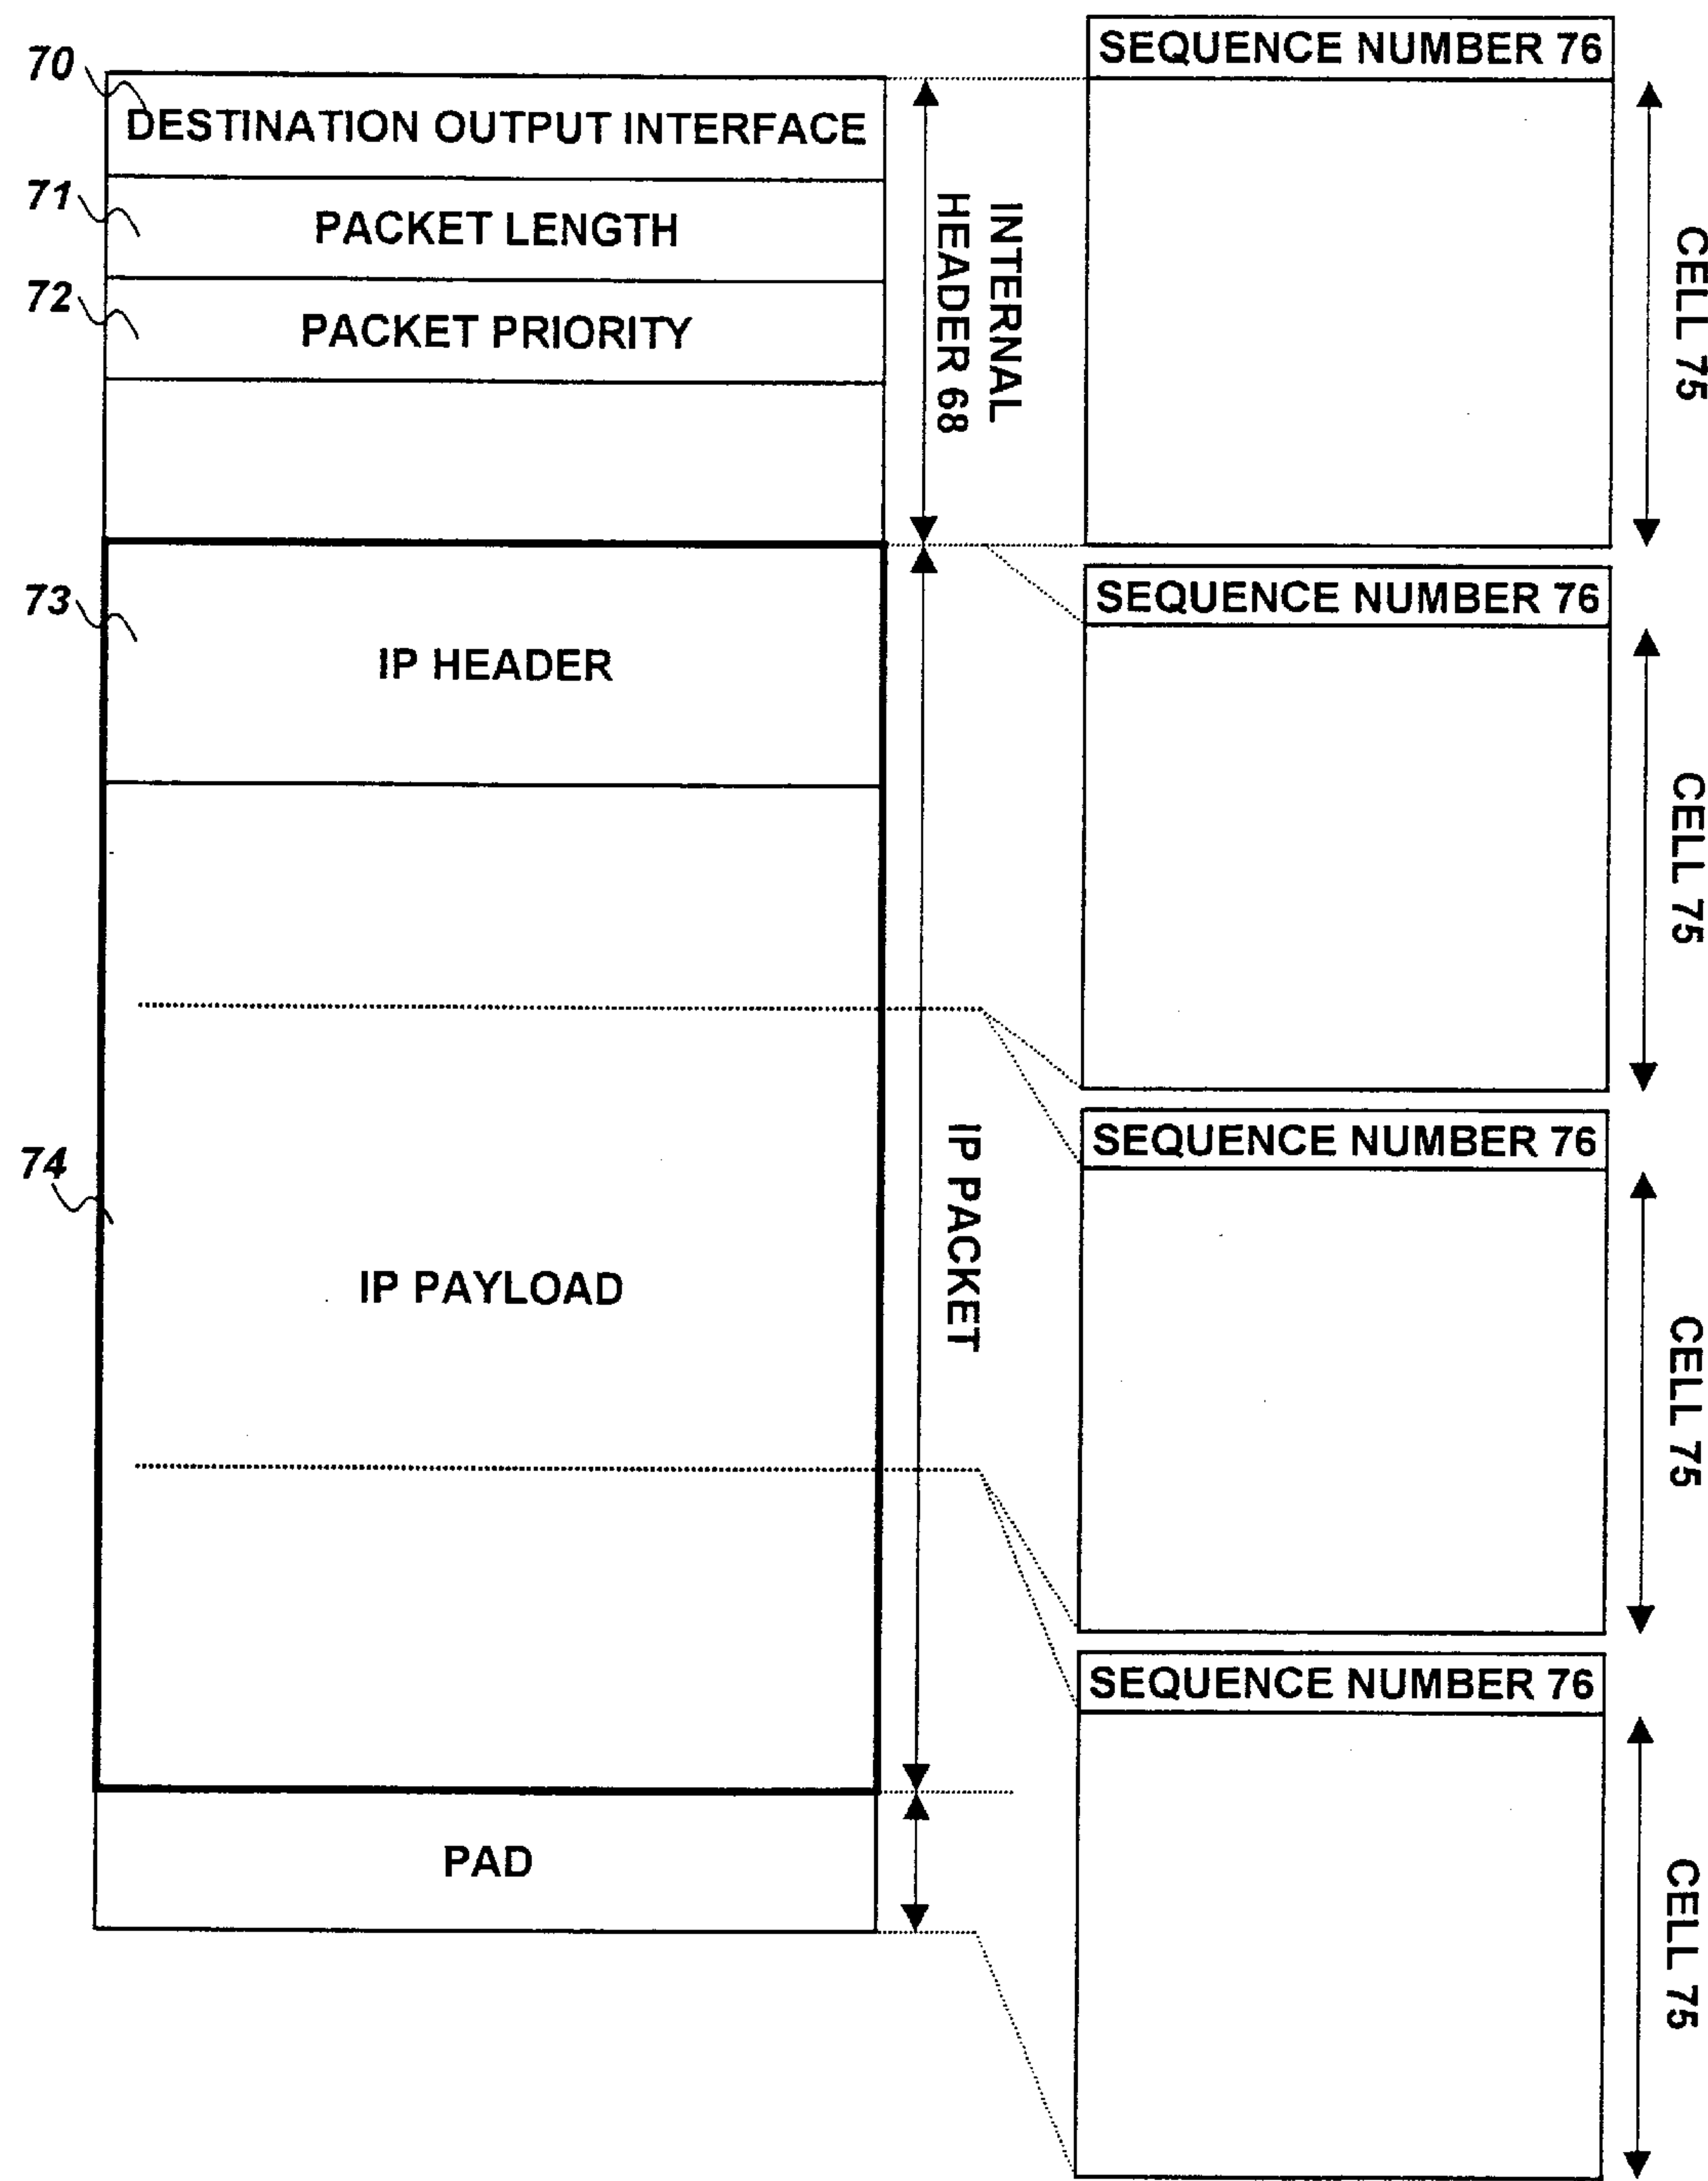 70
DESTINATION OUTPUT INTERFACE
71
PACKET LENGTH
72
PACKET PRIORITY
INTERNAL
HEADER 68
73
IP HEADER
74
IP PAYLOAD
IP PACKET
PAD
SEQUENCE NUMBER 76
CELL 75
SEQUENCE NUMBER 76
CELL 75
SEQUENCE NUMBER 76
CELL 75
SEQUENCE NUMBER 76
CELL 75